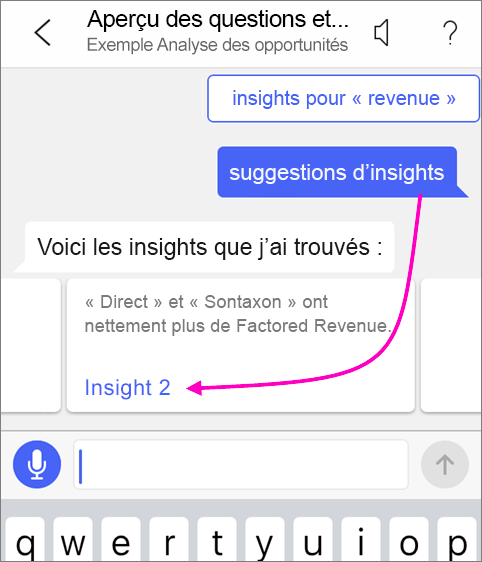 Aperçu des questions et...
Exemple Analyse des opportunités
?
insights pour « revenue »
suggestions d’insights
Voici les insights que j’ai trouvés :
« Direct » et « Sontaxon » ont
nettement plus de Factored Revenue.
Insight 2
q w e r t y u i o p